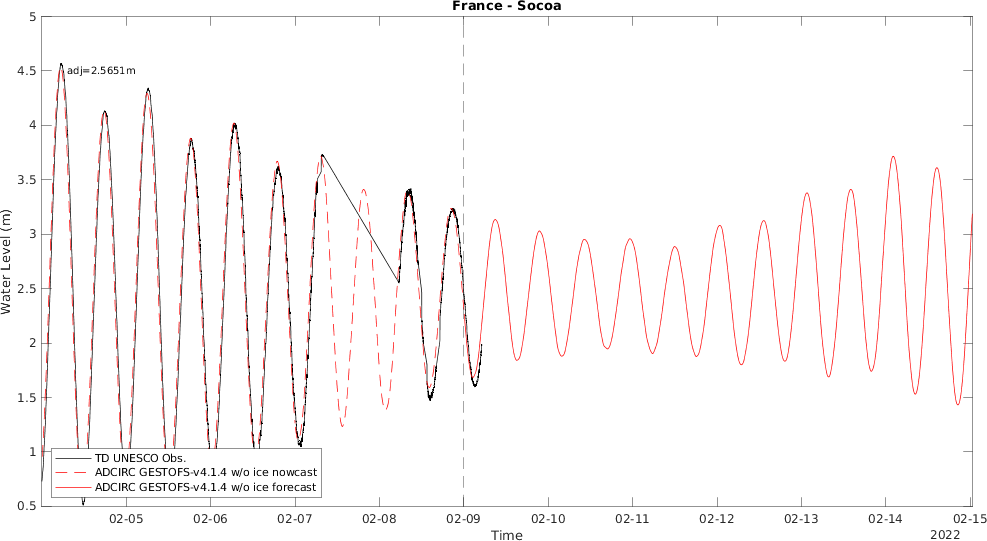 France - Socoa
adj=2.5651m
Water Level (m)
5
4.5
4
3.5
3
2.5
2
1.5
1
0.5
TD UNESCO Obs.
ADCIRC GESTOFS-v4.1.4 w/o ice nowcast
ADCIRC GESTOFS-v4.1.4 w/o ice forecast
02-05 02-06 02-07 02-08 02-09 02-10 02-11 02-12 02-13 02-14 02-15
Time
2022